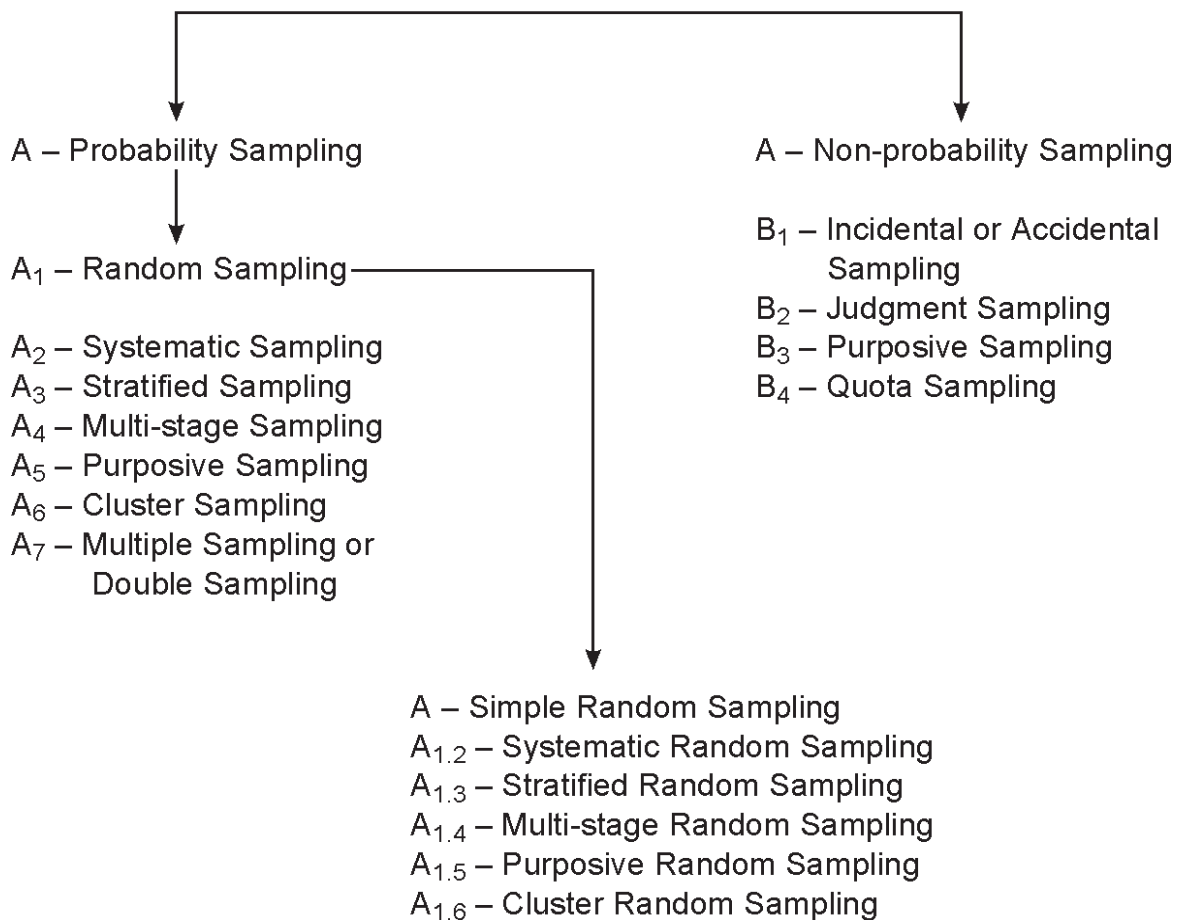 A – Probability Sampling
A₁ – Random Sampling
A₂ – Systematic Sampling
A₃ – Stratified Sampling
A₄ – Multi-stage Sampling
A₅ – Purposive Sampling
A₆ – Cluster Sampling
A₇ – Multiple Sampling or
Double Sampling
A – Non-probability Sampling
B₁ – Incidental or Accidental
Sampling
B₂ – Judgment Sampling
B₃ – Purposive Sampling
B₄ – Quota Sampling
A – Simple Random Sampling
A₁.₂ – Systematic Random Sampling
A₁.₃ – Stratified Random Sampling
A₁.₄ – Multi-stage Random Sampling
A₁.₅ – Purposive Random Sampling
A₁.₆ – Cluster Random Sampling